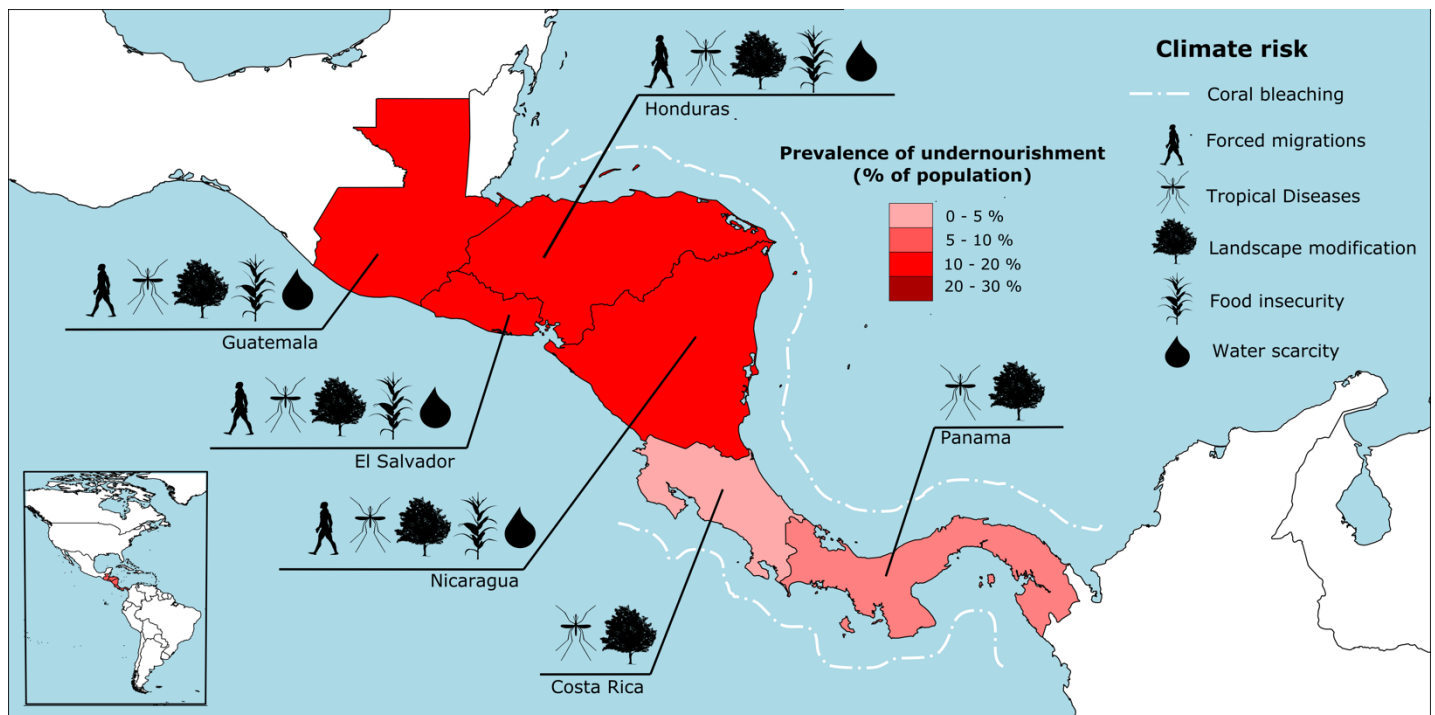 Climate risk
Coral bleaching
Forced migrations
Tropical Diseases
Landscape modification
Food insecurity
Water scarcity
Prevalence of undernourishment
(% of population)
0 - 5 %
5 - 10 %
10 - 20 %
20 - 30 %
Honduras
Guatemala
El Salvador
Nicaragua
Panama
Costa Rica